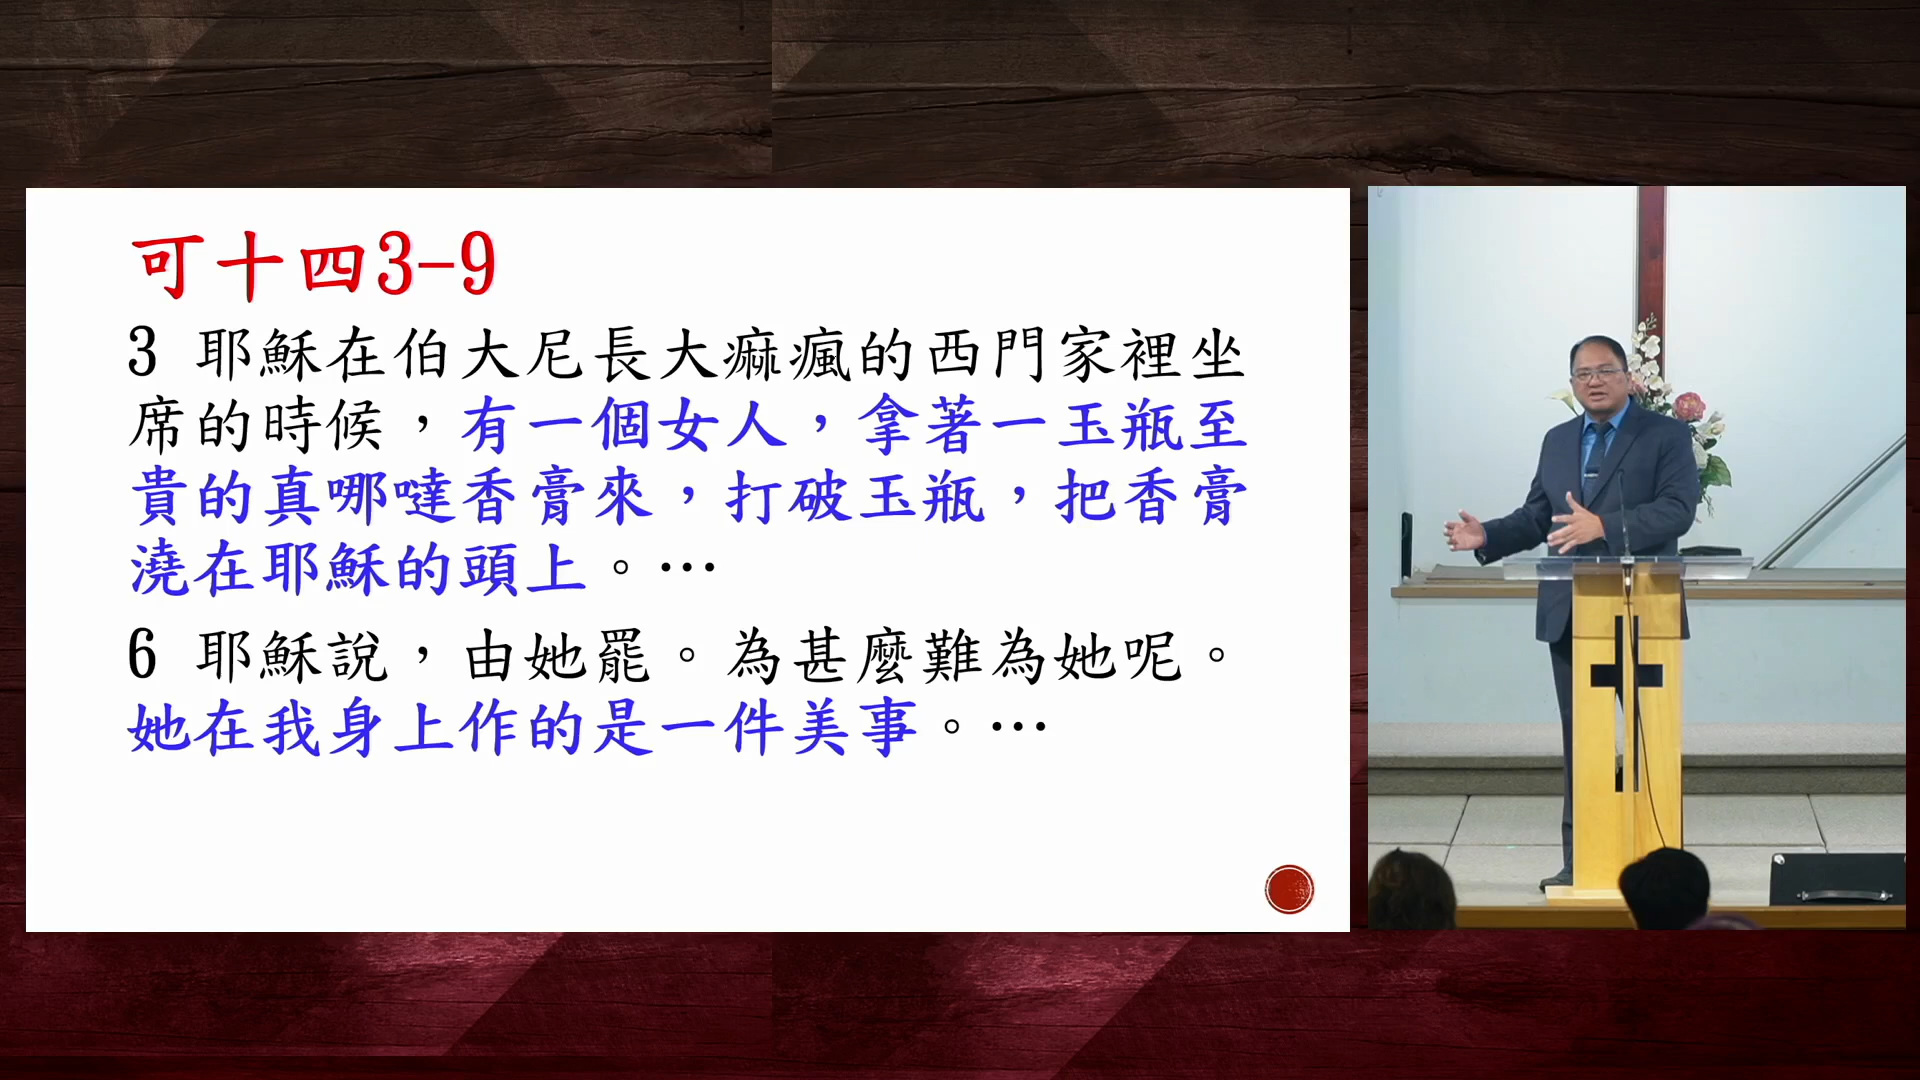 可十四3-9
3 耶穌在伯大尼長大痲瘋的西門家裡坐
席的時候，有一個女人，拿著一玉瓶至
貴的真哪噠香膏來，打破玉瓶，把香膏
澆在耶穌的頭上。…
6 耶穌說，由她罷。為甚麼難為她呢。
她在我身上作的是一件美事。…